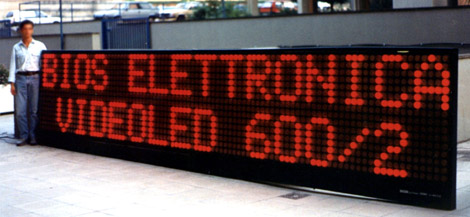 BIOS ELETTRONICA
VIDEOLED 600/2